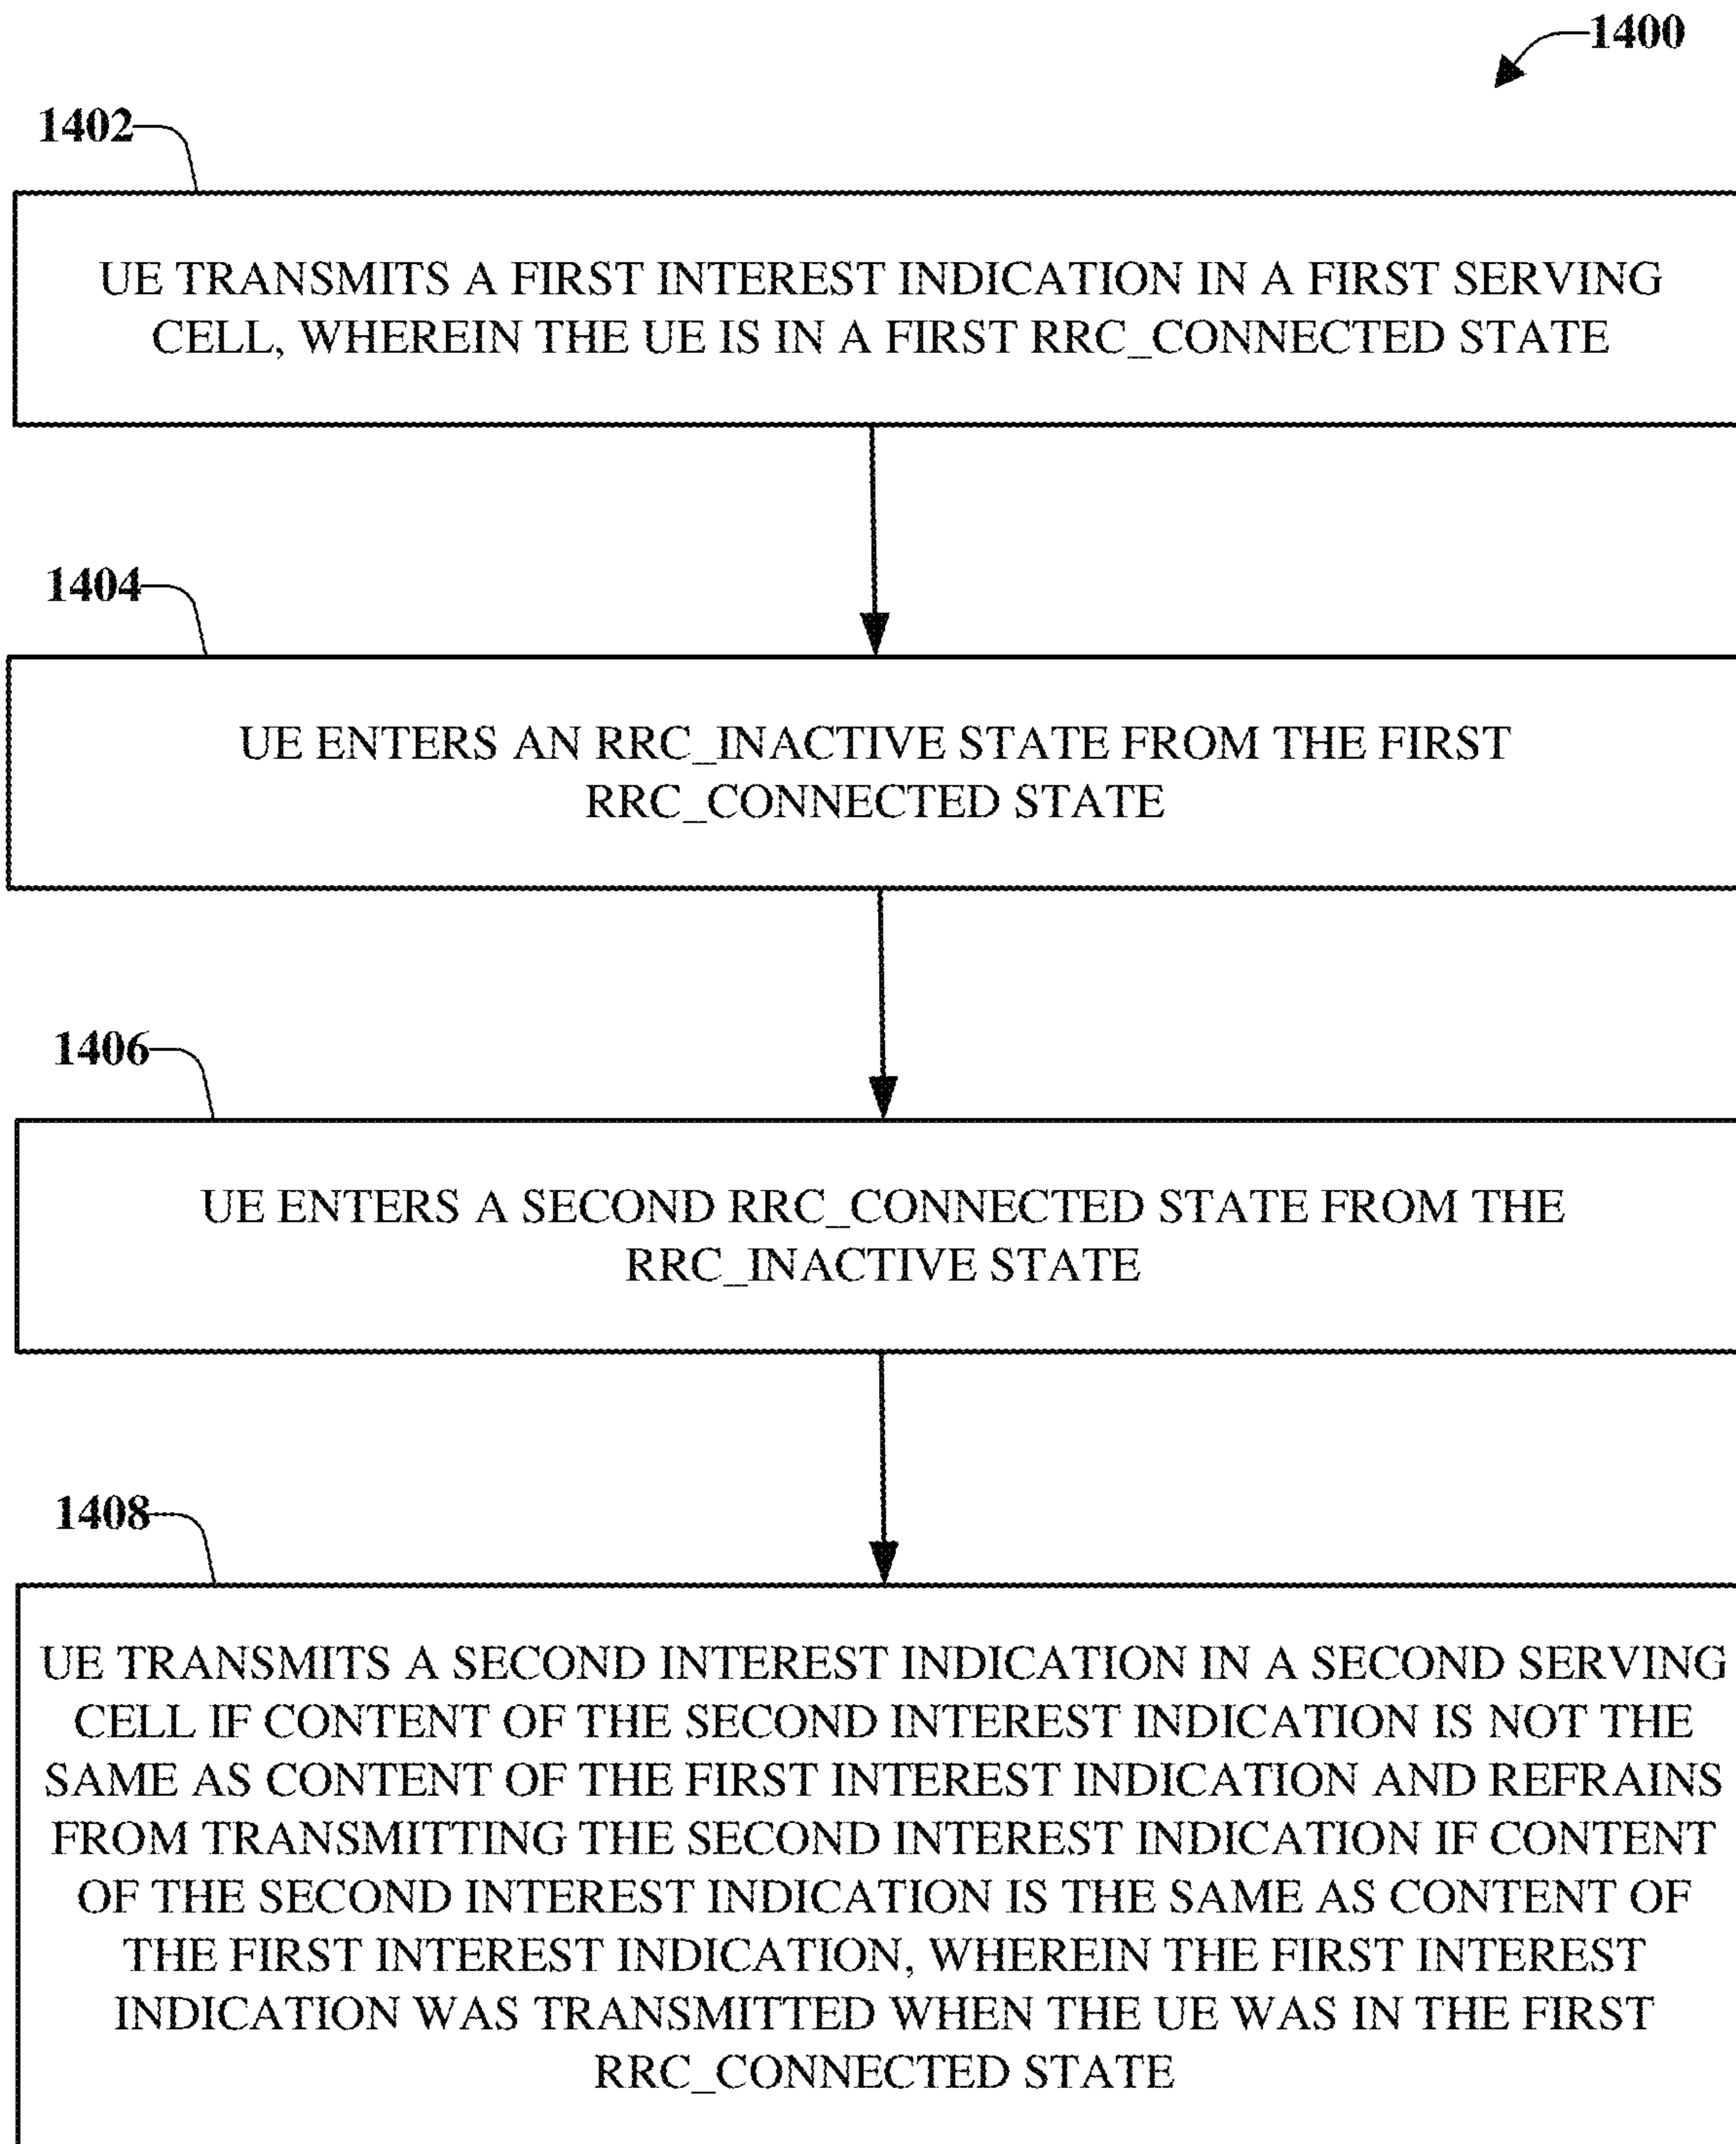 1400
1402
UE TRANSMITS A FIRST INTEREST INDICATION IN A FIRST SERVING
CELL, WHEREIN THE UE IS IN A FIRST RRC_CONNECTED STATE
1404
UE ENTERS AN RRC_INACTIVE STATE FROM THE FIRST
RRC_CONNECTED STATE
1406
UE ENTERS A SECOND RRC_CONNECTED STATE FROM THE
RRC_INACTIVE STATE
1408
UE TRANSMITS A SECOND INTEREST INDICATION IN A SECOND SERVING
CELL IF CONTENT OF THE SECOND INTEREST INDICATION IS NOT THE
SAME AS CONTENT OF THE FIRST INTEREST INDICATION AND REFRAINS
FROM TRANSMITTING THE SECOND INTEREST INDICATION IF CONTENT
OF THE SECOND INTEREST INDICATION IS THE SAME AS CONTENT OF
THE FIRST INTEREST INDICATION, WHEREIN THE FIRST INTEREST
INDICATION WAS TRANSMITTED WHEN THE UE WAS IN THE FIRST
RRC_CONNECTED STATE